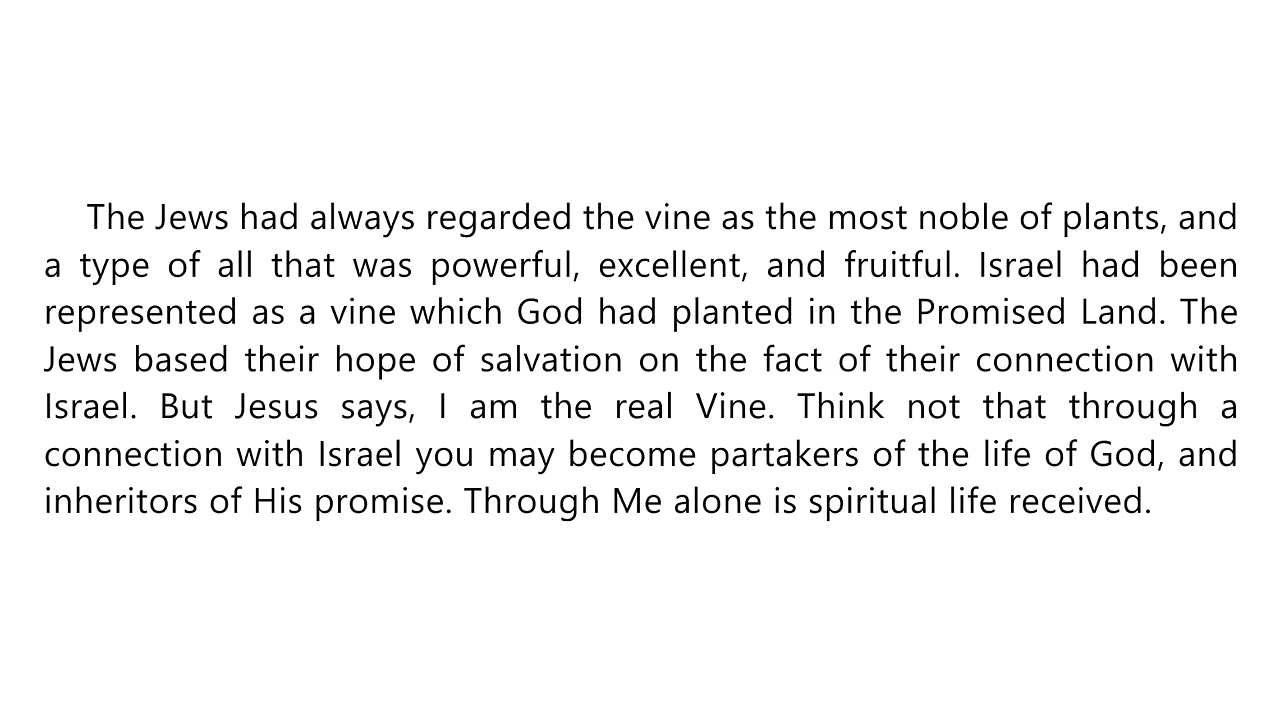 The Jews had always regarded the vine as the most noble of plants, and
a type of all that was powerful, excellent, and fruitful. Israel had been
represented as a vine which God had planted in the Promised Land. The
Jews based their hope of salvation on the fact of their connection with
Israel. But Jesus says, I am the real Vine. Think not that through a
connection with Israel you may become partakers of the life of God, and
inheritors of His promise. Through Me alone is spiritual life received.